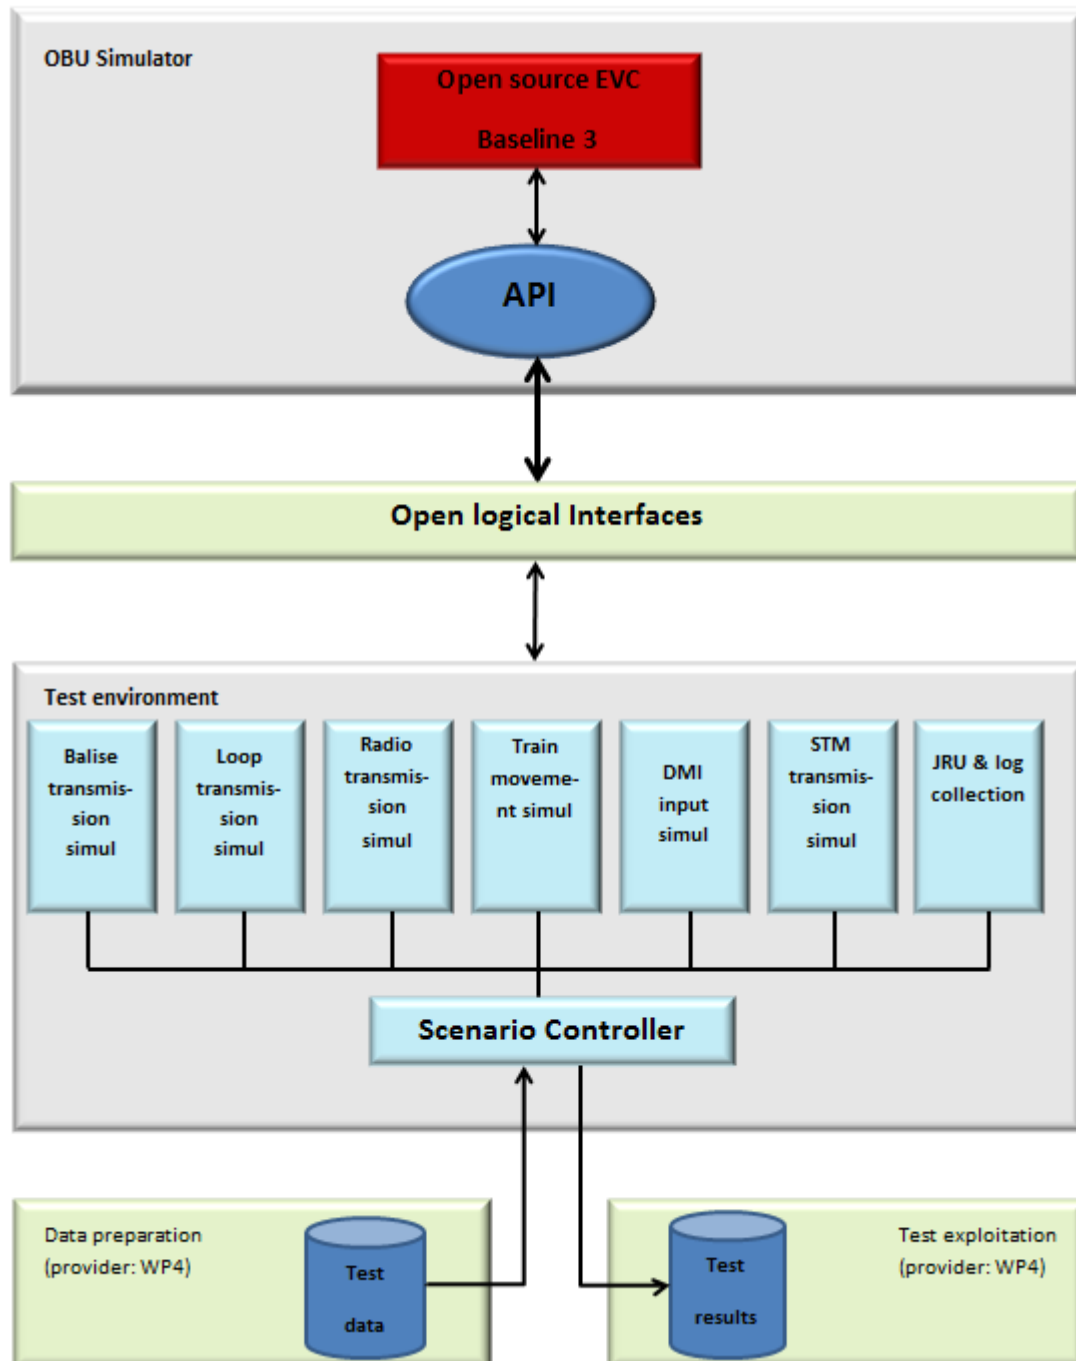 OBU Simulator
Open source EVC
Baseline 3
API
Open logical Interfaces
Test environment
Balise
transmis-
sion
simul
Loop
transmis-
sion
simul
Radio
transmis-
sion
simul
Train
moveme-
nt simul
DMI
input
simul
STM
transmis-
sion
simul
JRU & log
collection
Scenario Controller
Data preparation
(provider: WP4)
Test
data
Test
results
Test exploitation
(provider: WP4)